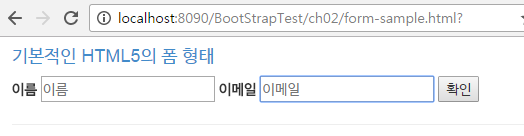 localhost:8090/BootStrapTest/ch02/form-sample.html?
기본적인 HTML5의 폼 형태
이름 이름 이메일 이메일 확인